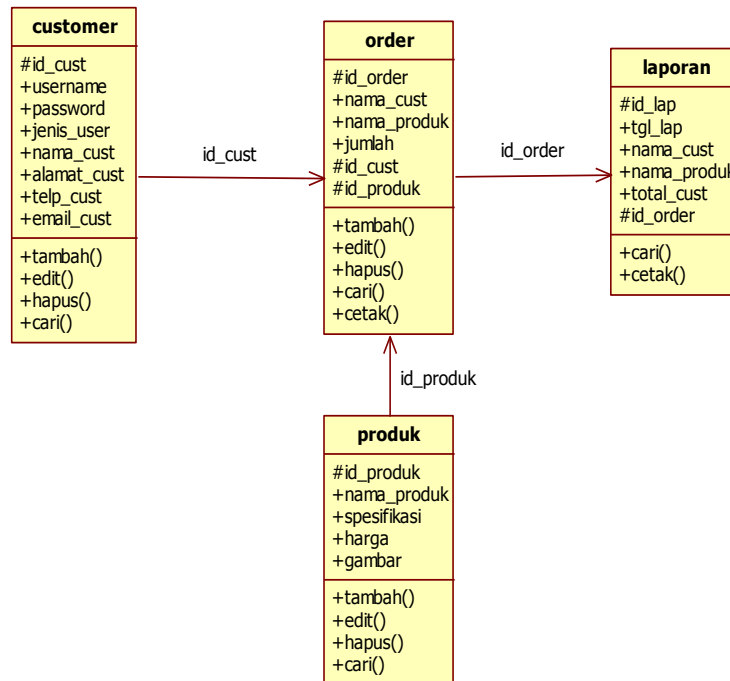 customer
#id_cust
+username
+password
+jenis_user
+nama_cust
+alamat_cust
+telp_cust
+email_cust
+tambah()
+edit()
+hapus()
+cari()
id_cust
order
#id_order
+nama_cust
+nama_produk
+jumlah
#id_cust
#id_produk
+tambah()
+edit()
+hapus()
+cari()
+cetak()
id_order
laporan
#id_lap
+tgl_lap
+nama_cust
+nama_produk
+total_cust
#id_order
+cari()
+cetak()
id_produk
produk
#id_produk
+nama_produk
+spesifikasi
+harga
+gambar
+tambah()
+edit()
+hapus()
+cari()